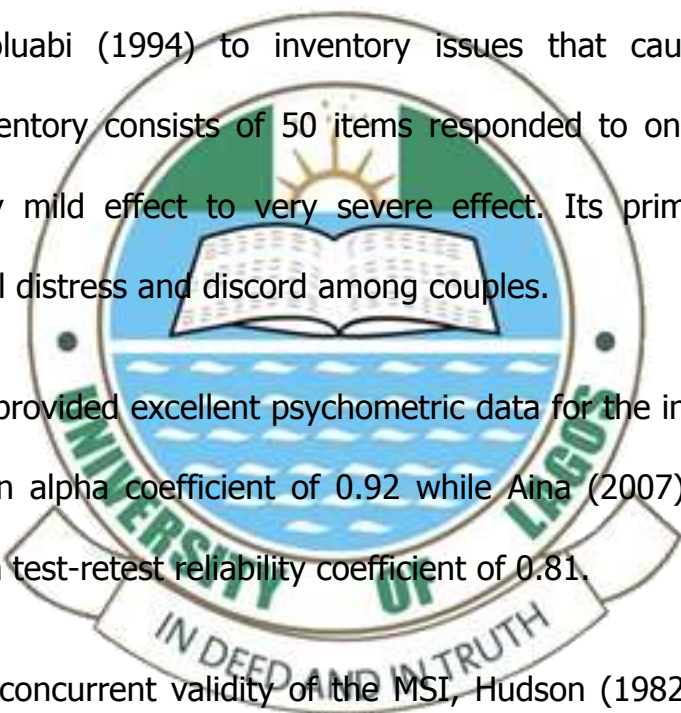 oluabi (1994) to inventory issues that cau
entory consists of 50 items responded to on
mild effect to very severe effect. Its prim
l distress and discord among couples.
provided excellent psychometric data for the in
n alpha coefficient of 0.92 while Aina (2007)
test-retest reliability coefficient of 0.81.
concurrent validity of the MSI, Hudson (1982
UNIVERSITY OF LAGOS
IN DEED AND IN TRUTH